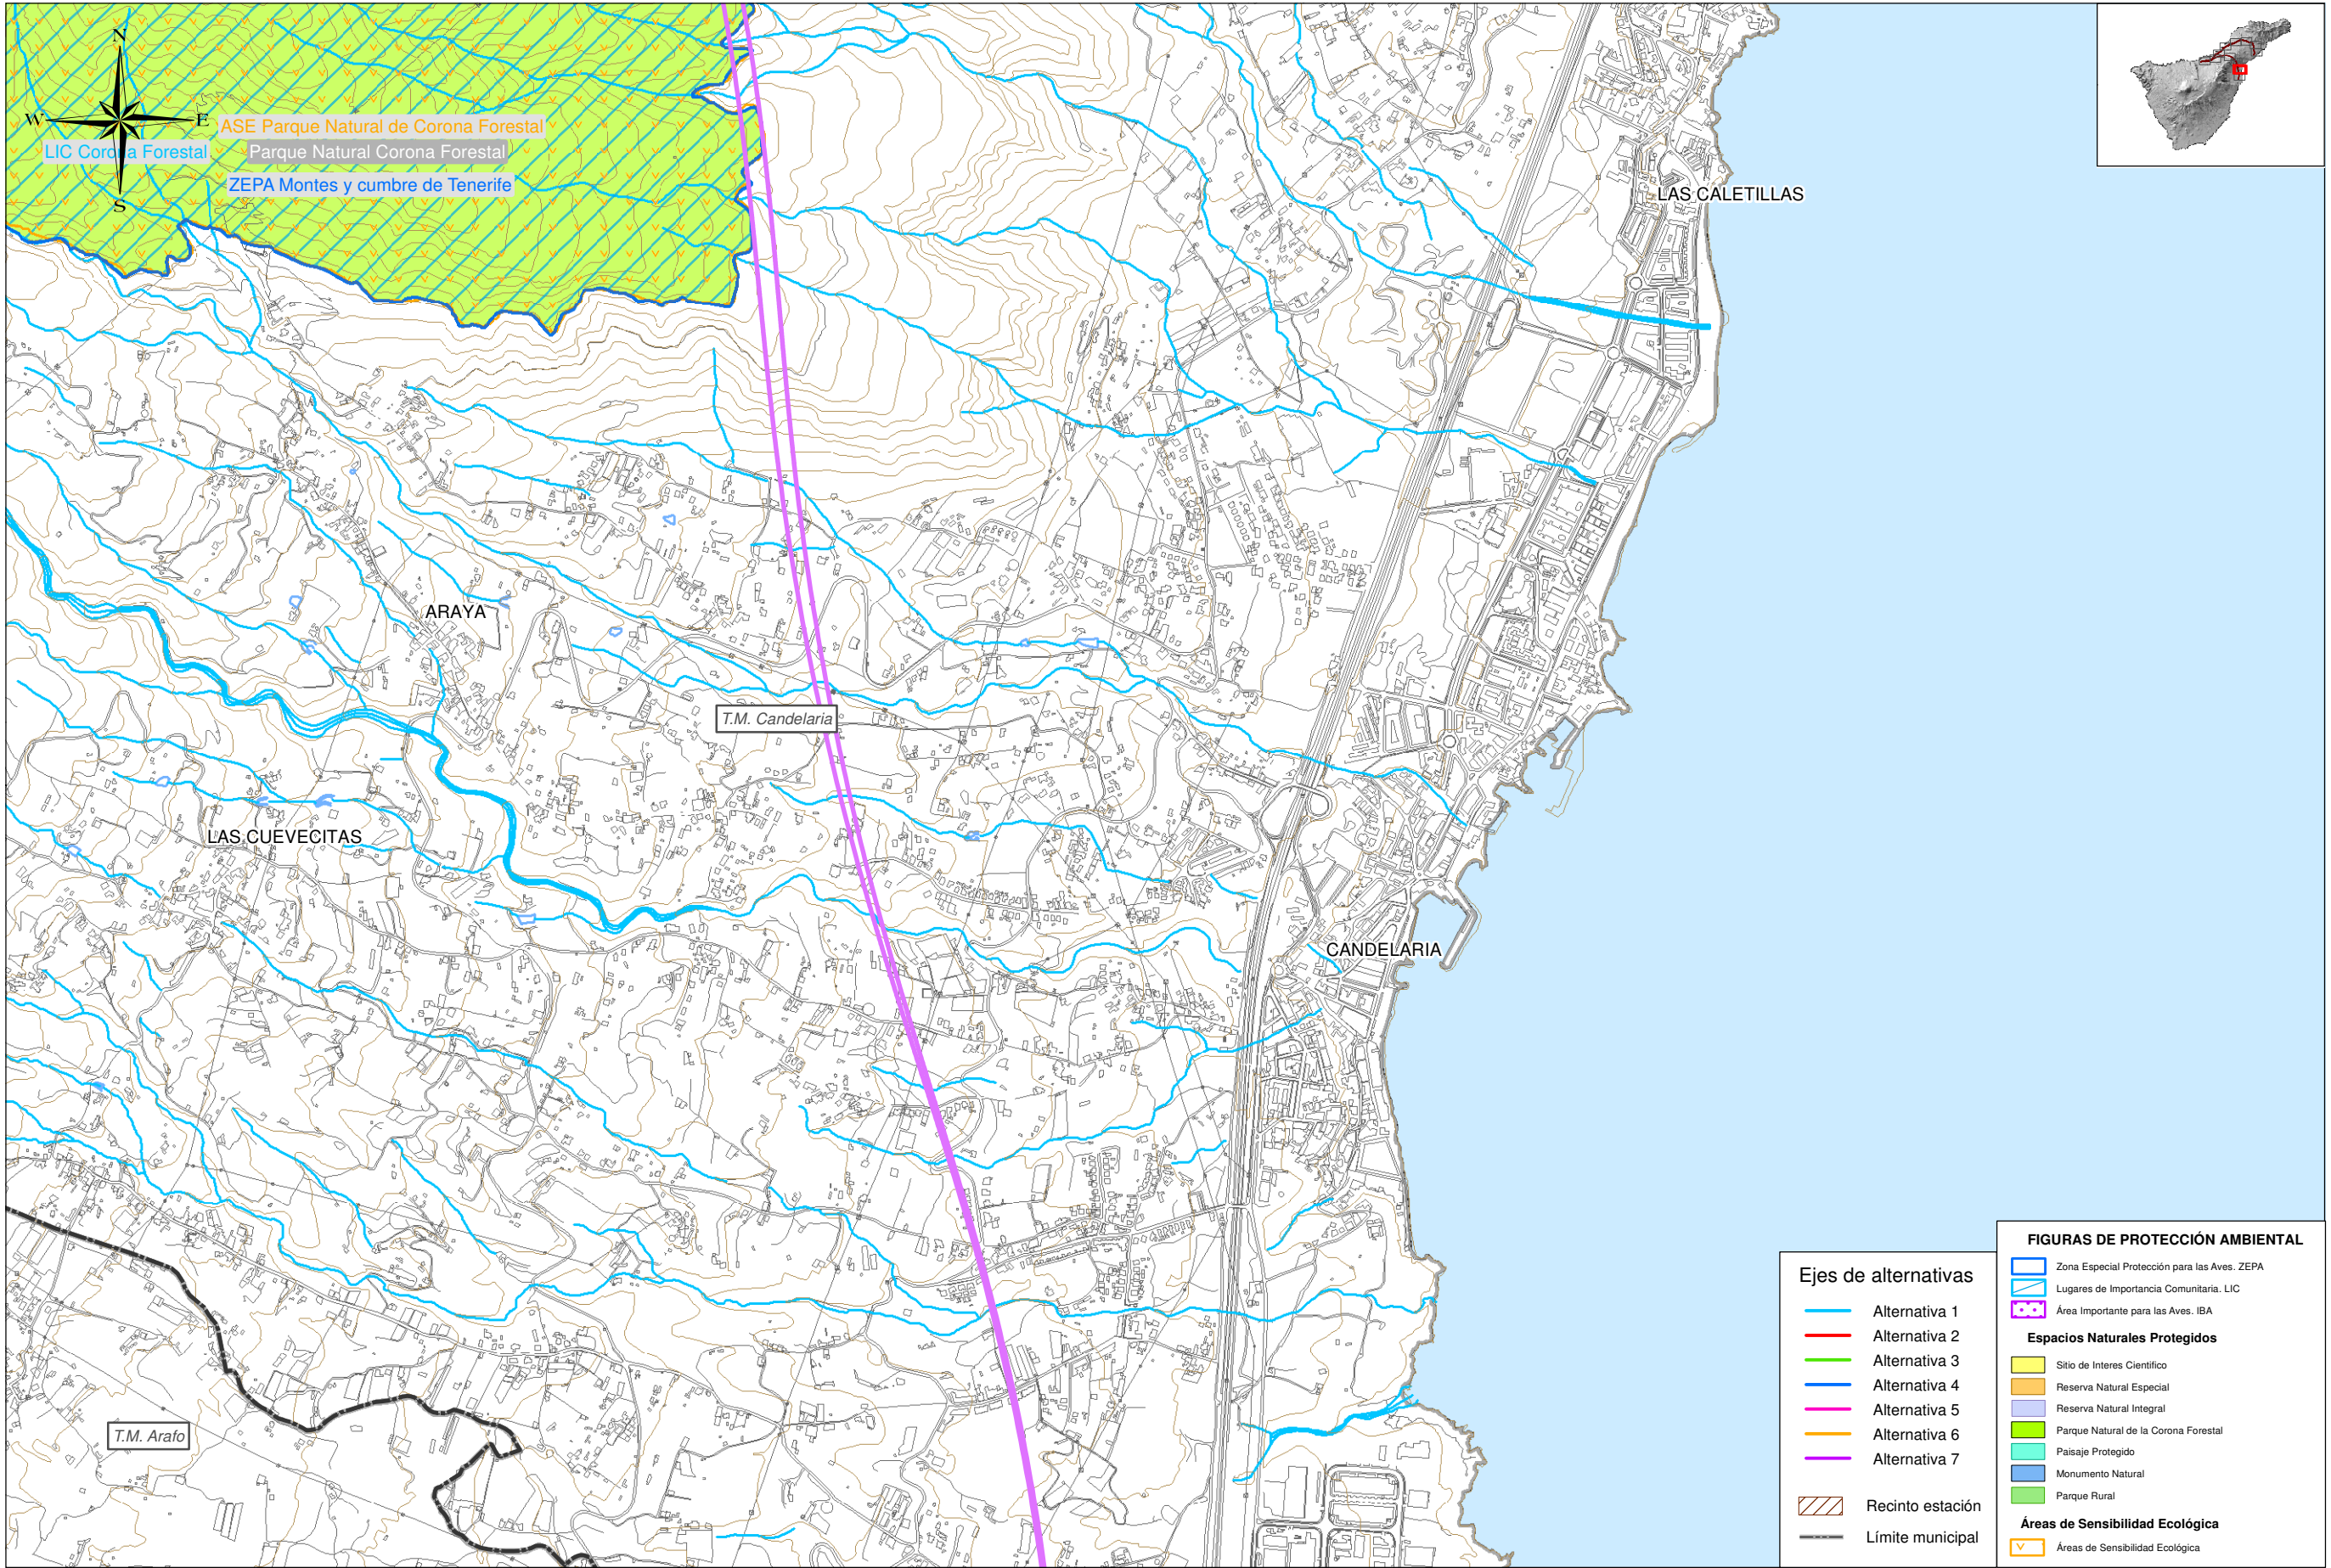 N
W
E
S
ASE Parque Natural de Corona Forestal
LIC Corona Forestal
Parque Natural Corona Forestal
ZEPA Montes y cumbre de Tenerife
LAS CALETILLAS
ARAYA
T.M. Candelaria
LAS CUEVECITAS
CANDELARIA
T.M. Arafo
Ejes de alternativas
Alternativa 1
Alternativa 2
Alternativa 3
Alternativa 4
Alternativa 5
Alternativa 6
Alternativa 7
Recinto estación
Límite municipal
FIGURAS DE PROTECCIÓN AMBIENTAL
Zona Especial Protección para las Aves. ZEPA
Lugares de Importancia Comunitaria. LIC
Área Importante para las Aves. IBA
Espacios Naturales Protegidos
Sitio de Interes Cientifico
Reserva Natural Especial
Reserva Natural Integral
Parque Natural de la Corona Forestal
Paisaje Protegido
Monumento Natural
Parque Rural
Áreas de Sensibilidad Ecológica
Áreas de Sensibilidad Ecológica